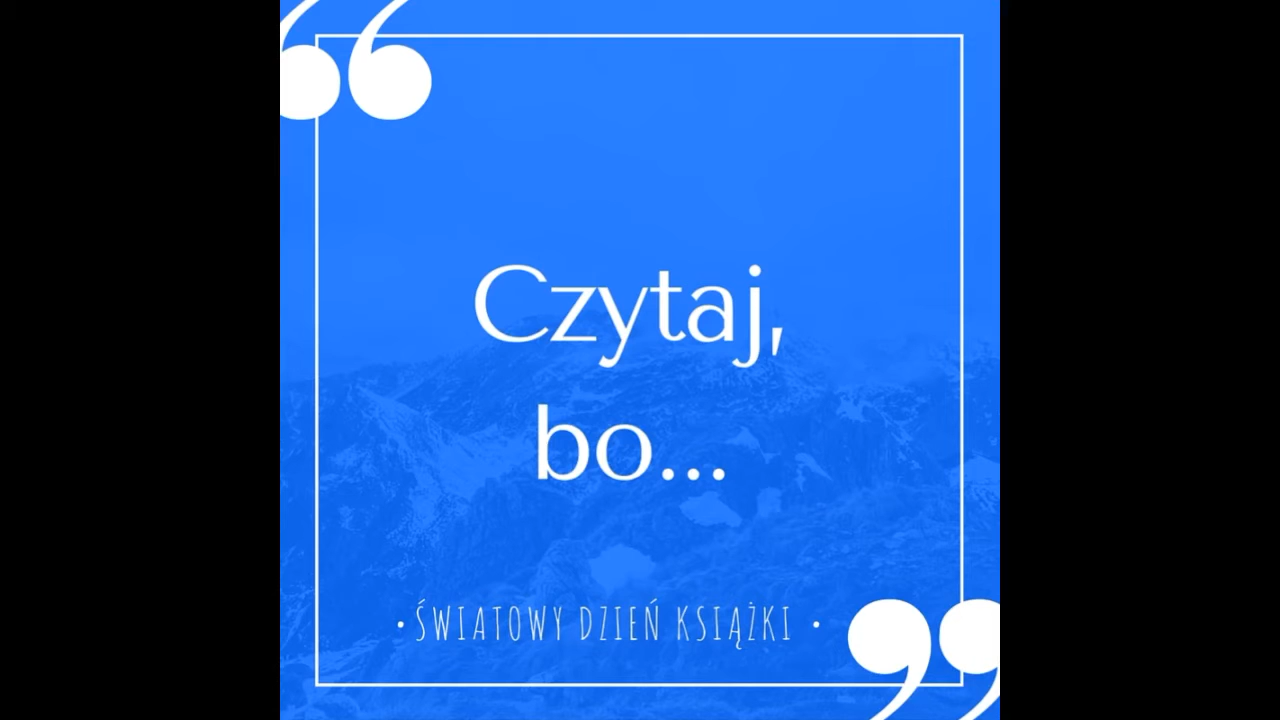 Czytaj,
bo...
• ŚWIATOWY DZIEŃ KSIĄŻKI •